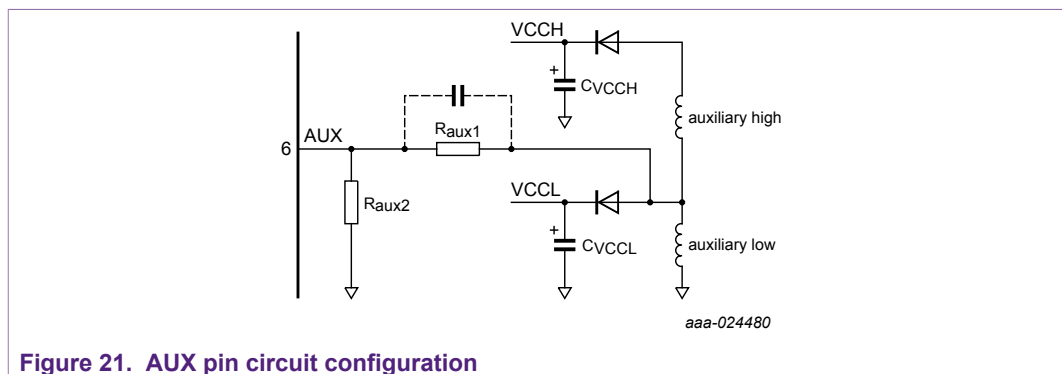 VCCH
CVCCH
auxiliary high
6 AUX
Raux1
Raux2
VCCL
CVCCL
auxiliary low
aaa-024480
Figure 21. AUX pin circuit configuration